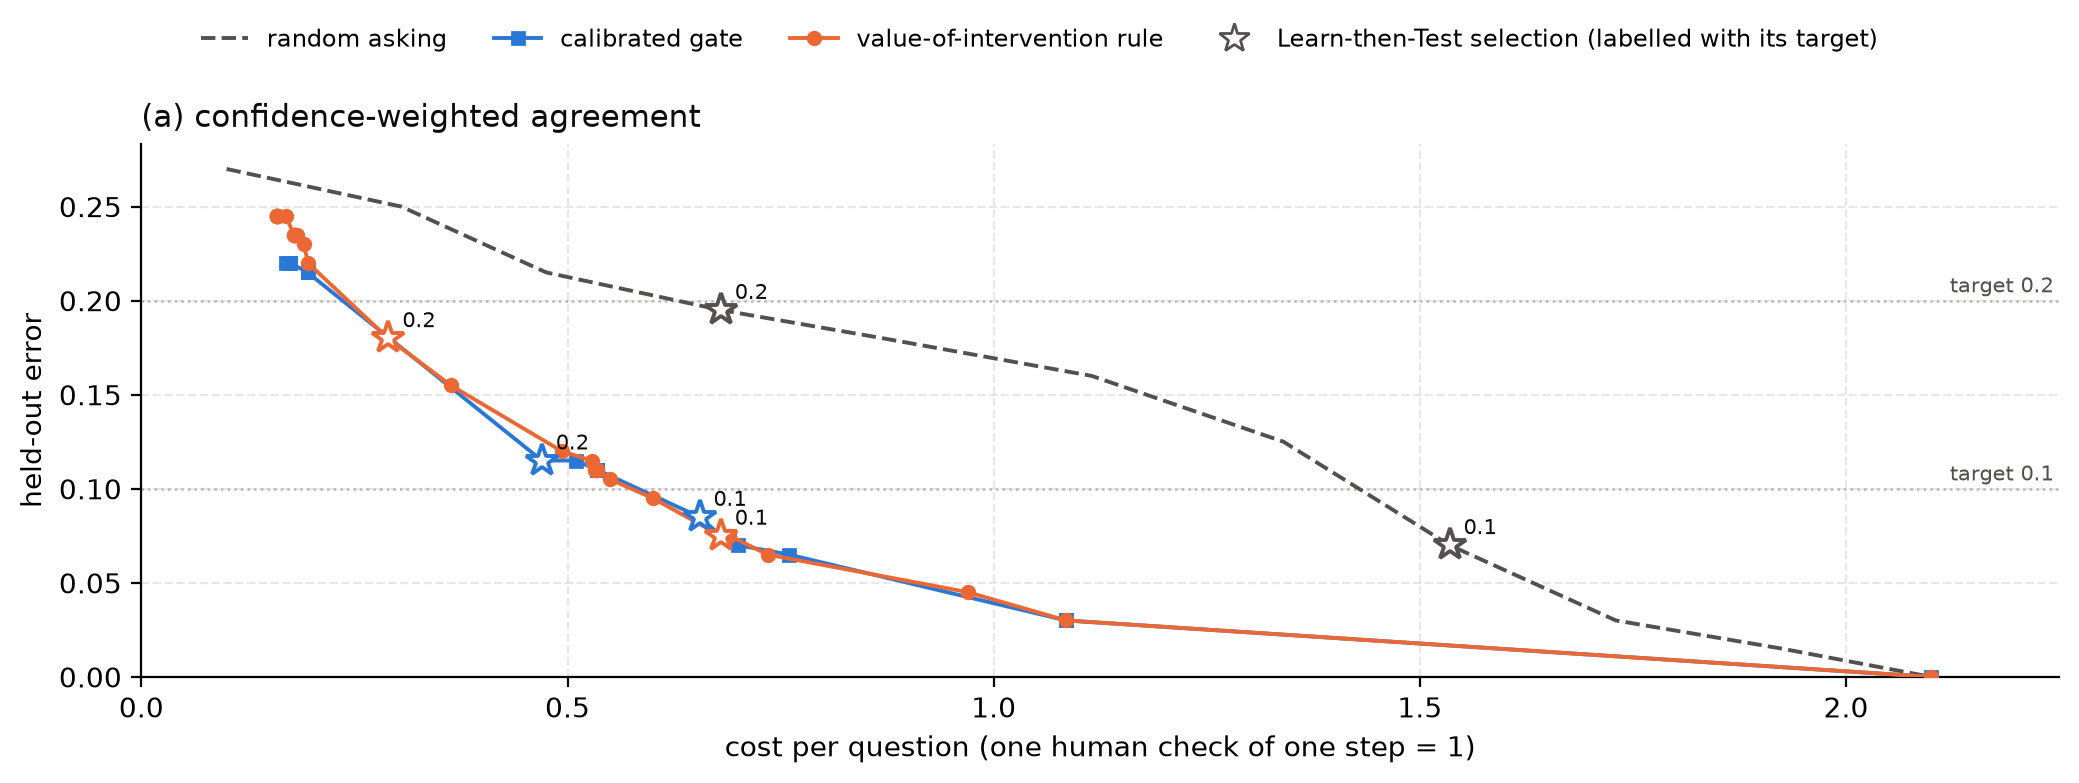 random asking
calibrated gate
value-of-intervention rule
Learn-then-Test selection (labelled with its target)
(a) confidence-weighted agreement
held-out error
0.25
0.20
0.15
0.10
0.05
0.00
0.2
target 0.2
0.2
0.2
target 0.1
0.1
0.1
0.1
0.0
0.5
1.0
1.5
2.0
cost per question (one human check of one step = 1)